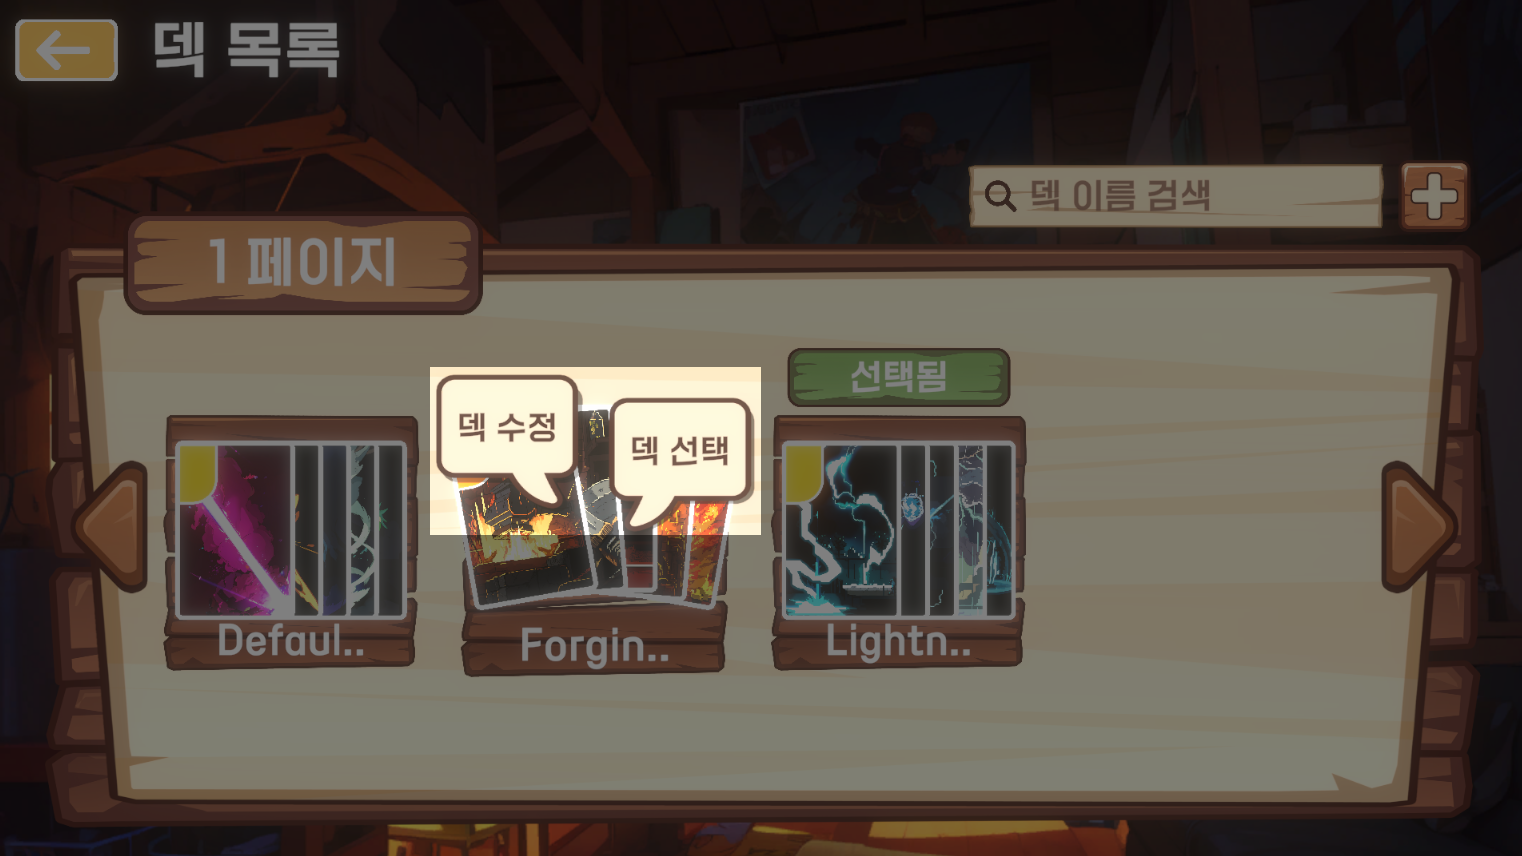 덱 목록
덱 이름 검색
1 페이지
선택됨
덱 수정
덱 선택
Defaul..
Forgin..
Lightn..